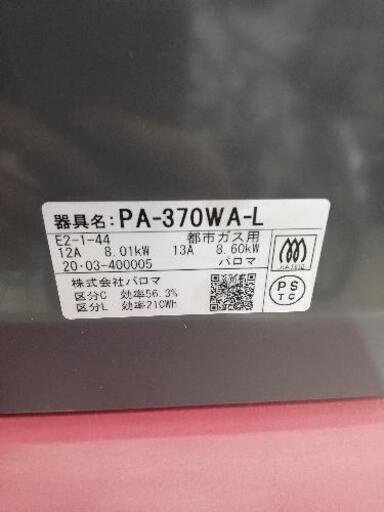 器具名：PA-370WA-L
E2-1-44 都市ガス用
12A 8.01kW 13A 8.60kW
20・03-400005 パロマ
株式会社パロマ
区分C 効率56.3%
区分L 効率210Wh
PS
TC